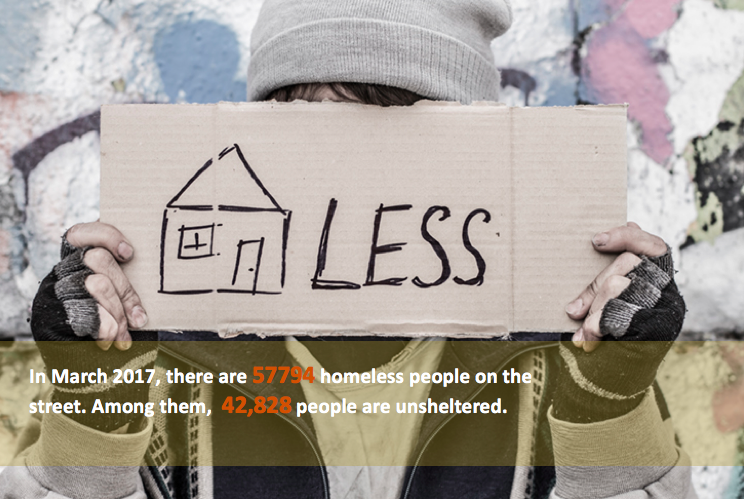 LESS
In March 2017, there are 57794 homeless people on the
street. Among them, 42,828 people are unsheltered.